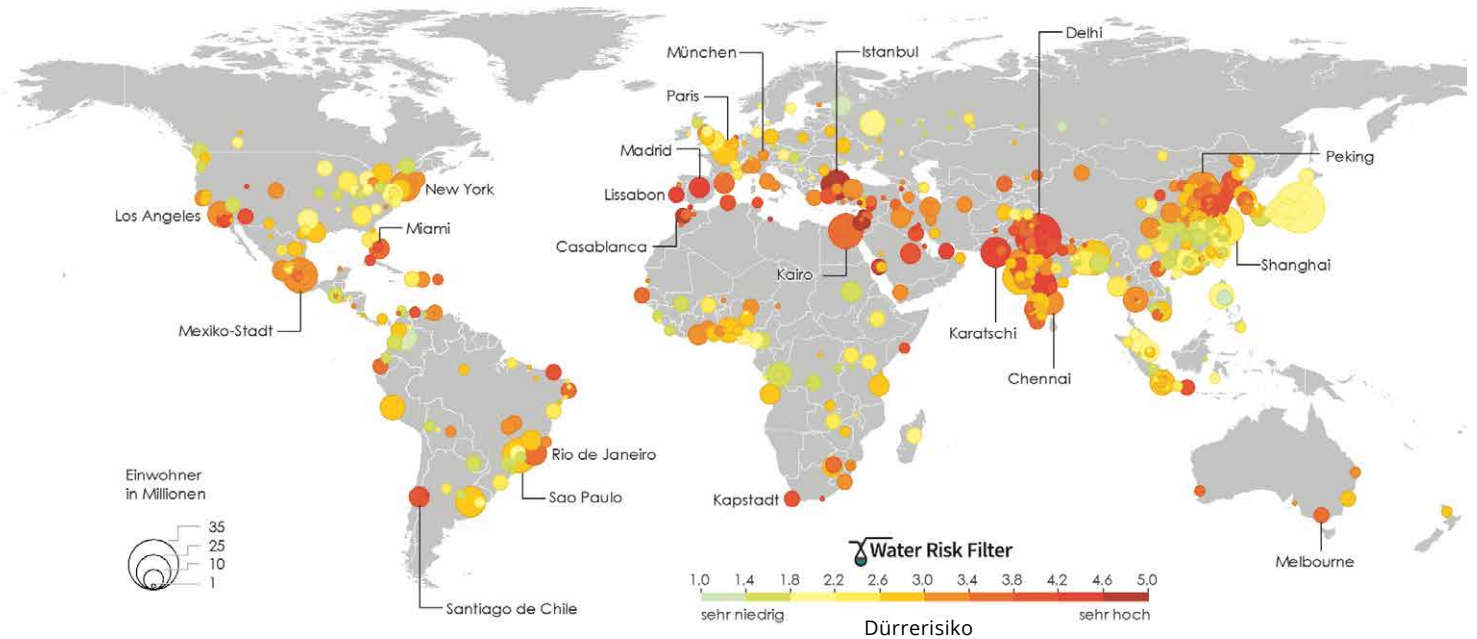 Delhi
München
Istanbul
Paris
Peking
Madrid
New York
Lissabon
Los Angeles
Miami
Casablanca
Shanghai
Kairo
Mexiko-Stadt
Karatschi
Chennai
Rio de Janeiro
Einwohner
in Millionen
Sao Paulo
Kapstadt
35
25
10
1
Water Risk Filter
Melbourne
1.0 1.4 1.8 2.2 2.6 3.0 3.4 3.8 4.2 4.6 5.0
Santiago de Chile
sehr niedrig
sehr hoch
Dürrerisiko